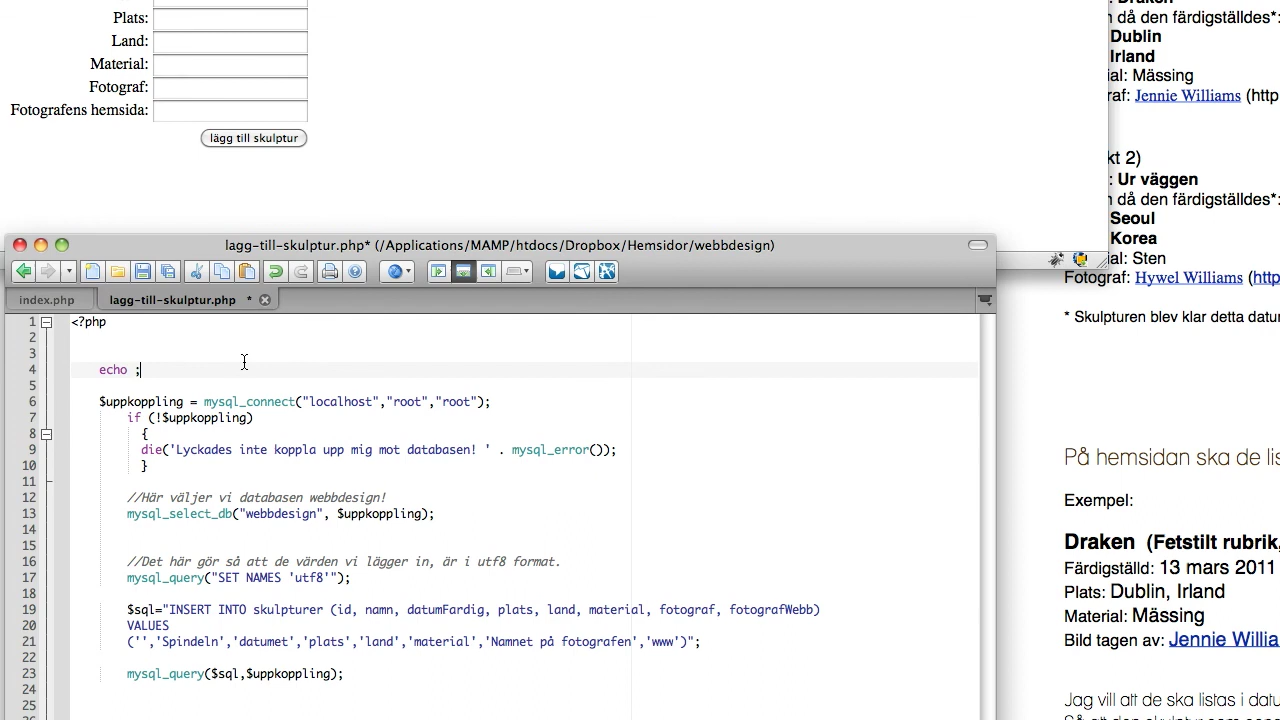 Plats:
Land:
Material:
Fotograf:
Fotografens hemsida:
lägg till skulptur
Draken
då den färdigställdes*:
Dublin
Irland
ial: Mässing
raf: Jennie Williams (http
kt 2)
: Ur väggen
då den färdigställdes*:
Seoul
Korea
ial: Sten
Fotograf: Hywel Williams (http
* Skulpturen blev klar detta datum
lagg-till-skulptur.php* (/Applications/MAMP/htdocs/Dropbox/Hemsidor/webbdesign)
index.php
lagg-till-skulptur.php *
1 <?php
2
3
4 echo ;
5
6 $uppkoppling = mysql_connect("localhost","root","root");
7 if (!$uppkoppling)
8 {
9 die('Lyckades inte koppla upp mig mot databasen! ' . mysql_error());
10 }
11
12 //Här väljer vi databasen webbdesign!
13 mysql_select_db("webbdesign", $uppkoppling);
14
15
16 //Det här gör så att de värden vi lägger in, är i utf8 format.
17 mysql_query("SET NAMES 'utf8'");
18
19 $sql="INSERT INTO skulpturer (id, namn, datumFardig, plats, land, material, fotograf, fotografWebb)
20 VALUES
21 ('','Spindeln','datumet','plats','land','material','Namnet på fotografen','www')";
22
23 mysql_query($sql,$uppkoppling);
24
25
På hemsidan ska de lis
Exempel:
Draken (Fetstilt rubrik,
Färdigställd: 13 mars 2011
Plats: Dublin, Irland
Material: Mässing
Bild tagen av: Jennie Willia
Jag vill att de ska listas i datu